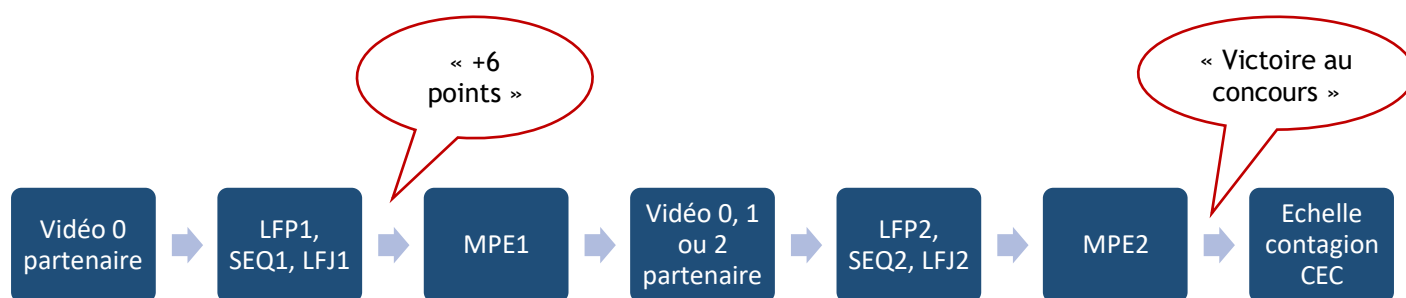 « +6
points »
« Victoire au
concours »
Vidéo 0
partenaire
LFP1,
SEQ1, LFJ1
MPE1
Vidéo 0, 1
ou 2
partenaire
LFP2,
SEQ2, LFJ2
MPE2
Echelle
contagion
CEC